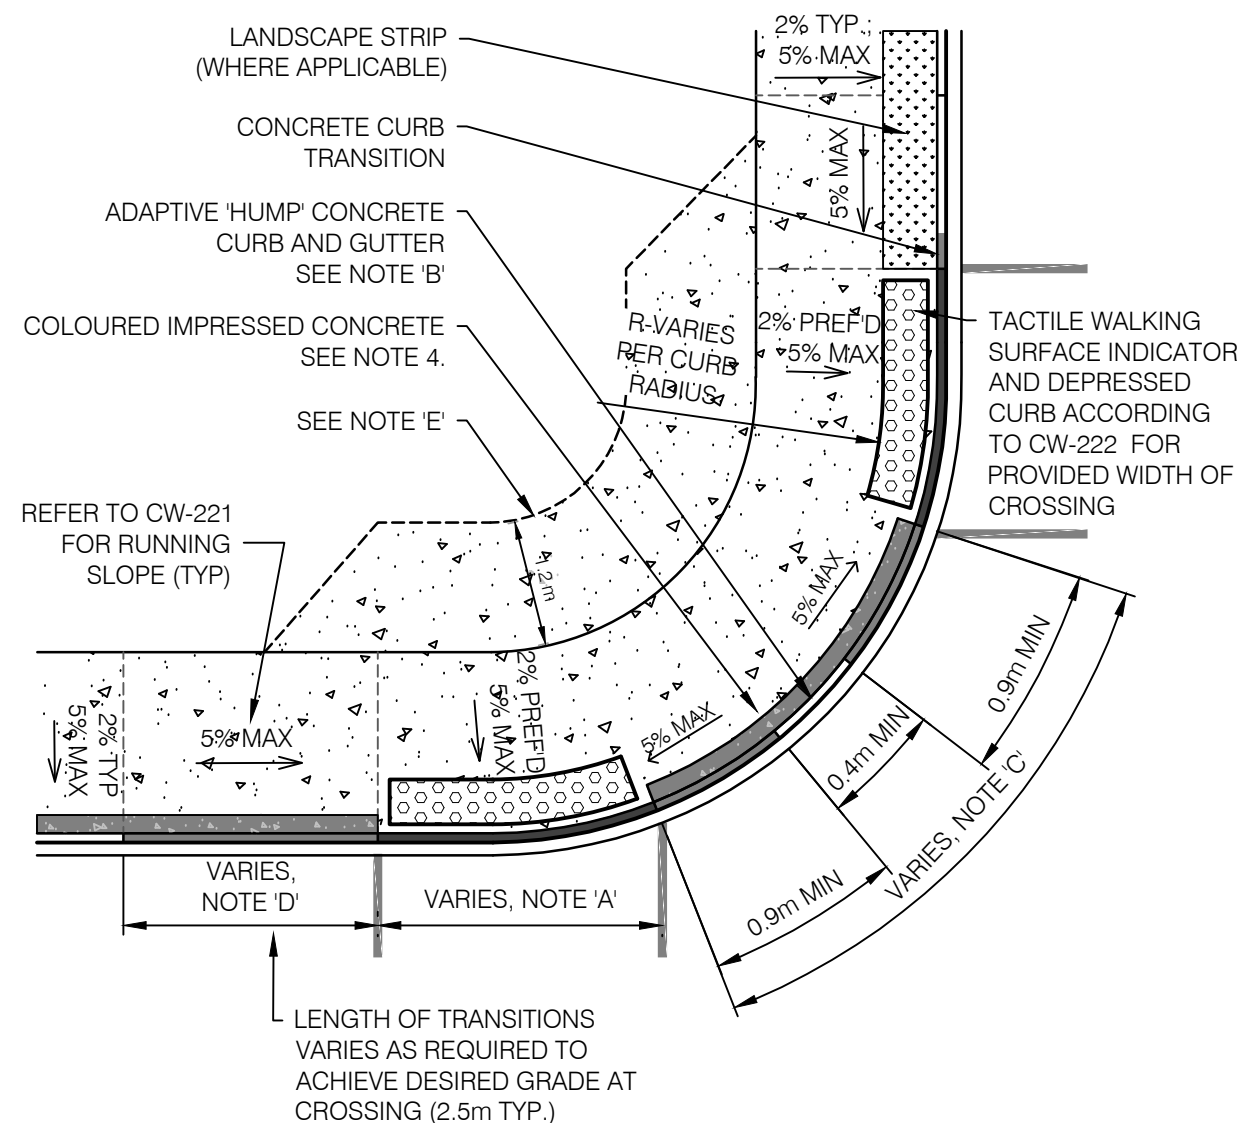 2% TYP.;
5% MAX
LANDSCAPE STRIP
(WHERE APPLICABLE)
CONCRETE CURB
TRANSITION
5% MAX
ADAPTIVE 'HUMP' CONCRETE
CURB AND GUTTER
SEE NOTE 'B'
COLOURED IMPRESSED CONCRETE
SEE NOTE 4.
R-VARIES
PER CURB
RADIUS
2% PREF'D
5% MAX
TACTILE WALKING
SURFACE INDICATOR
AND DEPRESSED
CURB ACCORDING
TO CW-222 FOR
PROVIDED WIDTH OF
CROSSING
SEE NOTE 'E'
REFER TO CW-221
FOR RUNNING
SLOPE (TYP)
1.2m
5% MAX
2% PREF'D
5% MAX
5% MAX
2% TYP
5% MAX
5% MAX
0.9m MIN
0.4m MIN
0.9m MIN
VARIES, NOTE 'C'
VARIES,
NOTE 'D'
VARIES, NOTE 'A'
LENGTH OF TRANSITIONS
VARIES AS REQUIRED TO
ACHIEVE DESIRED GRADE AT
CROSSING (2.5m TYP.)